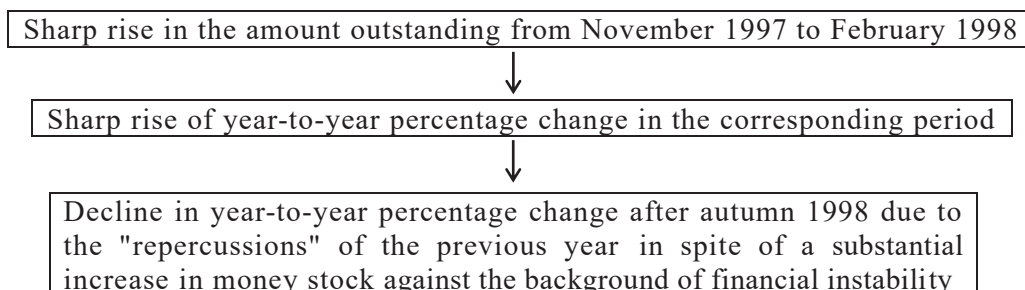 Sharp rise in the amount outstanding from November 1997 to February 1998
Sharp rise of year-to-year percentage change in the corresponding period
Decline in year-to-year percentage change after autumn 1998 due to
the "repercussions" of the previous year in spite of a substantial
increase in money stock against the background of financial instability